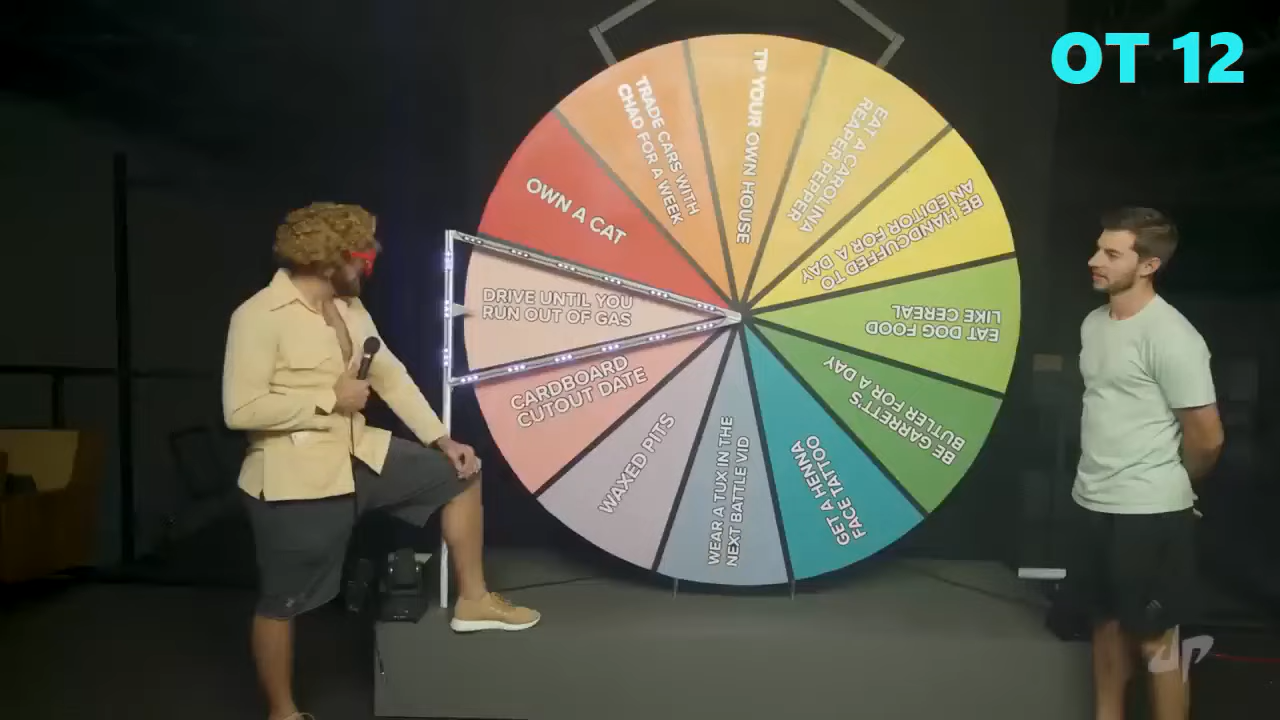 OT 12
TRADE CARS WITH
CHAD FOR A WEEK
TP YOUR OWN HOUSE
EAT A CAROLINA
REAPER PEPPER
BE HANDCUFFED TO
AN EDITOR FOR A DAY
EAT DOG FOOD
LIKE CEREAL
BE GARRETT'S
BUTLER FOR A DAY
GET A HENNA
FACE TATTOO
WEAR A TUX IN THE
NEXT BATTLE VID
WAXED PITS
CARDBOARD
CUTOUT DATE
DRIVE UNTIL YOU
RUN OUT OF GAS
OWN A CAT
dp